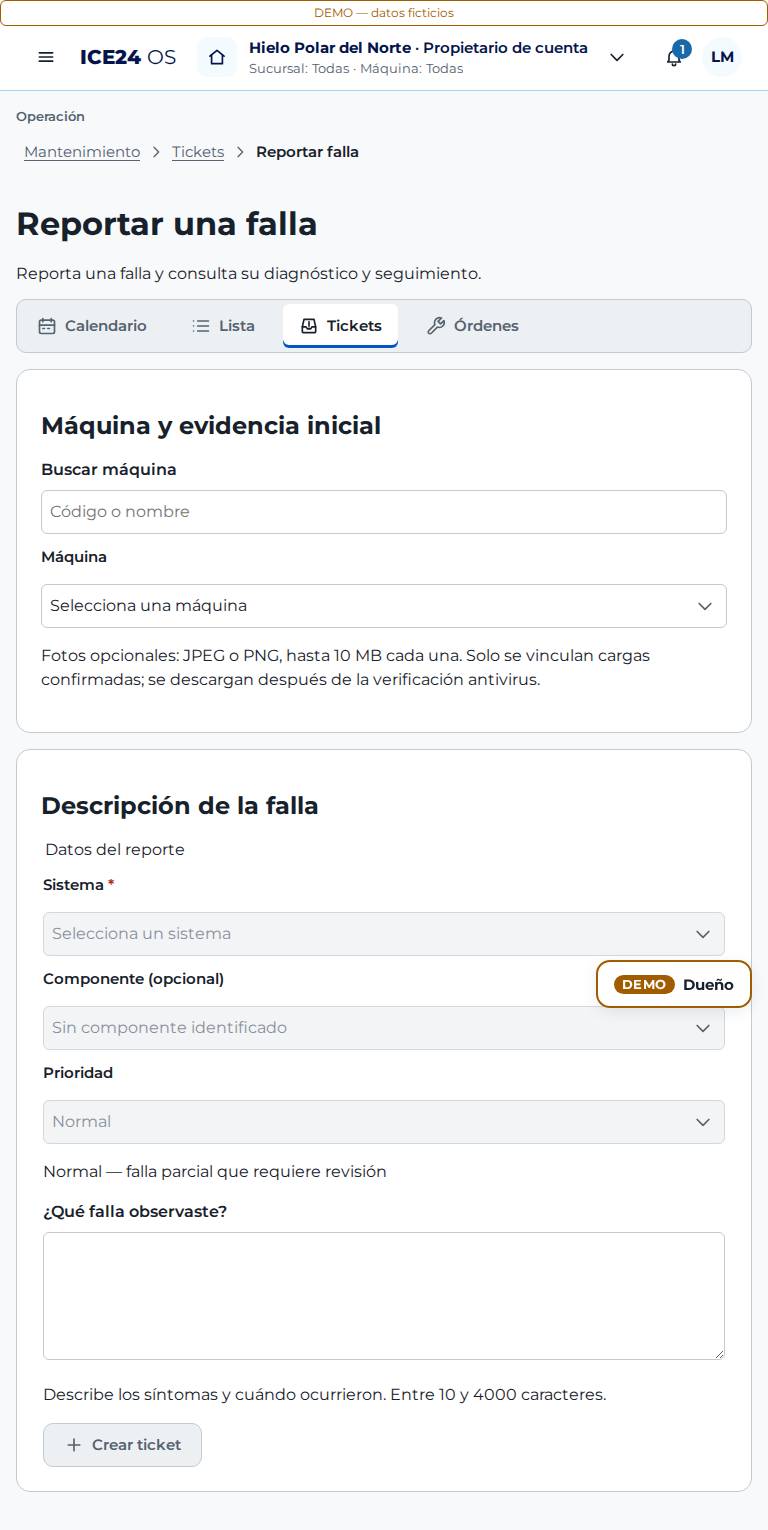 DEMO — datos ficticios
ICE24 OS
Hielo Polar del Norte · Propietario de cuenta
Sucursal: Todas · Máquina: Todas
1
LM
Operación
Mantenimiento
Tickets
Reportar falla
Reportar una falla
Reporta una falla y consulta su diagnóstico y seguimiento.
Calendario
Lista
Tickets
Órdenes
Máquina y evidencia inicial
Buscar máquina
Código o nombre
Máquina
Selecciona una máquina
Fotos opcionales: JPEG o PNG, hasta 10 MB cada una. Solo se vinculan cargas
confirmadas; se descargan después de la verificación antivirus.
Descripción de la falla
Datos del reporte
Sistema *
Selecciona un sistema
Componente (opcional)
DEMO Dueño
Sin componente identificado
Prioridad
Normal
Normal — falla parcial que requiere revisión
¿Qué falla observaste?
Describe los síntomas y cuándo ocurrieron. Entre 10 y 4000 caracteres.
Crear ticket